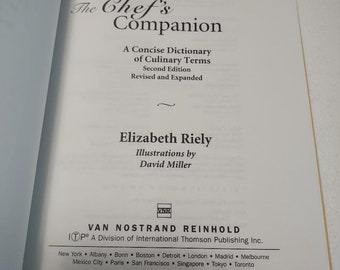 The Chef's
Companion
A Concise Dictionary
of Culinary Terms
Second Edition
Revised and Expanded
~
Elizabeth Riely
Illustrations by
David Miller
VNR
VAN NOSTRAND REINHOLD
I(T)P® A Division of International Thomson Publishing Inc.
New York • Albany • Bonn • Boston • Detroit • London • Madrid • Melbourne
Mexico City • Paris • San Francisco • Singapore • Tokyo • Toronto